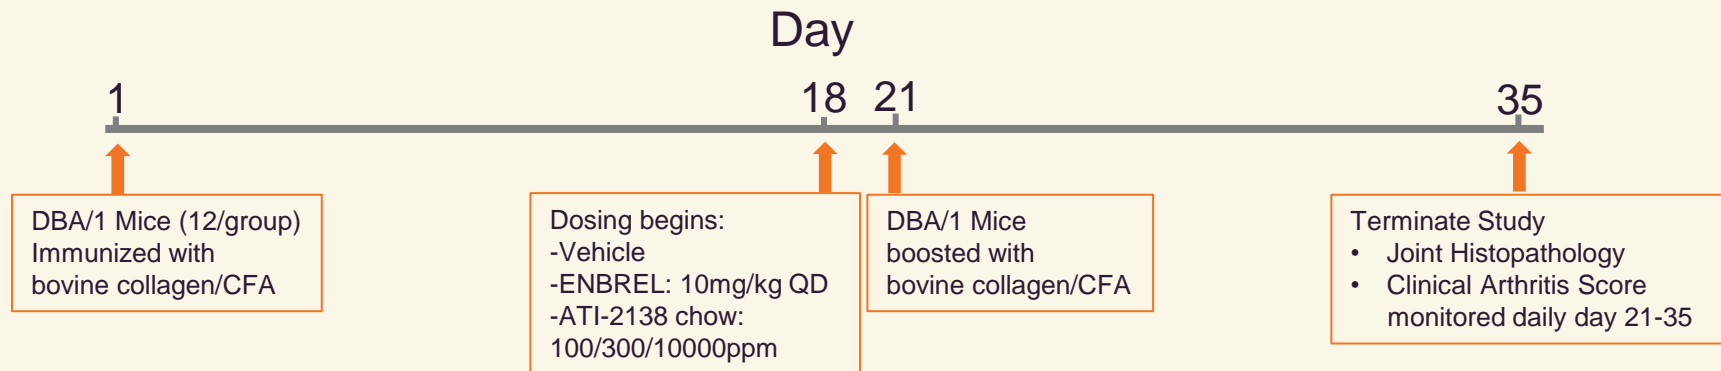 Day
1
18
21
35
DBA/1 Mice (12/group)
Immunized with
bovine collagen/CFA
Dosing begins:
-Vehicle
-ENBREL: 10mg/kg QD
-ATI-2138 chow:
100/300/10000ppm
DBA/1 Mice
boosted with
bovine collagen/CFA
Terminate Study
• Joint Histopathology
• Clinical Arthritis Score
monitored daily day 21-35